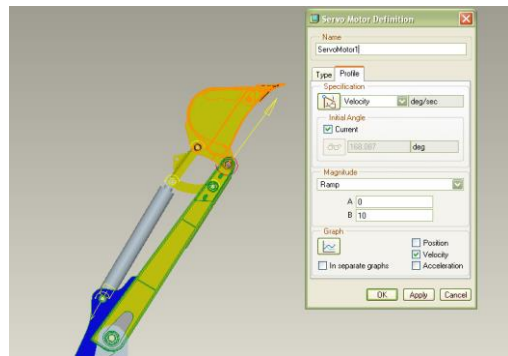 Servo Motor Definition
Name
ServoMotor1
Type Profile
Specification
Velocity deg/sec
Initial Angle
Current
168.087 deg
Magnitude
Ramp
A 0
B 10
Graph
Position
Velocity
In separate graphs Acceleration
OK Apply Cancel